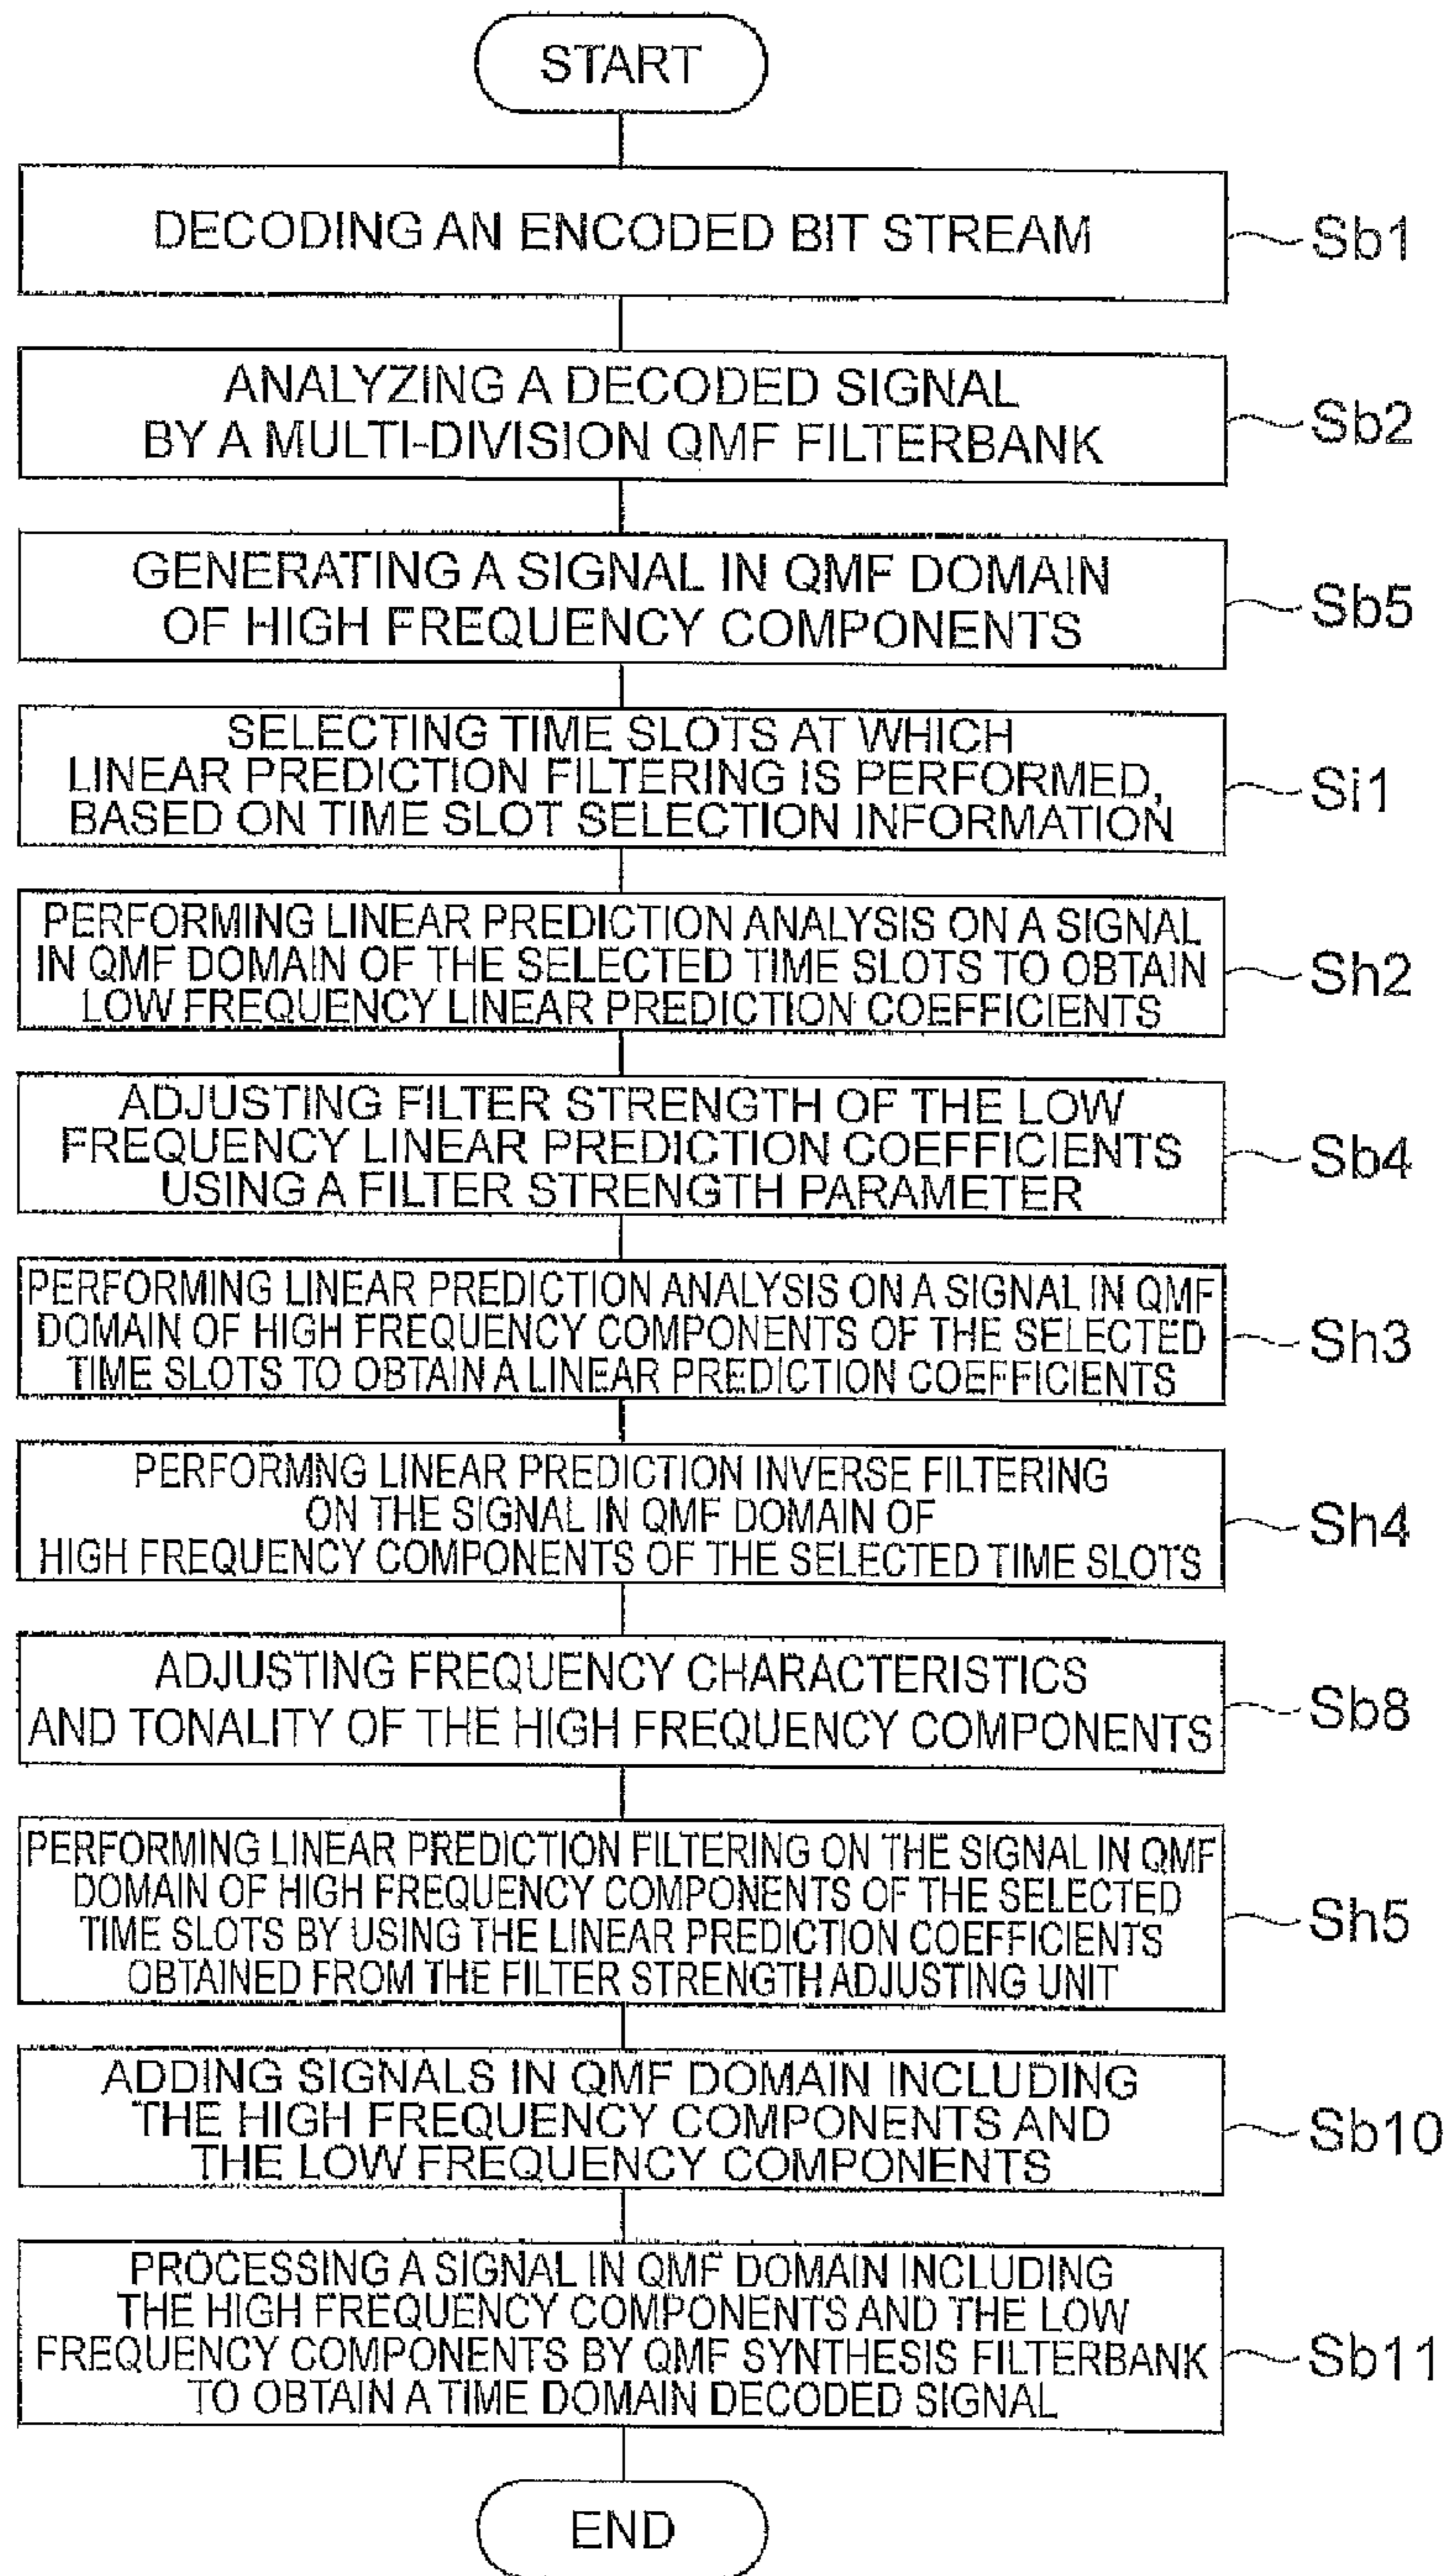 START
DECODING AN ENCODED BIT STREAM
Sb1
ANALYZING A DECODED SIGNAL
BY A MULTI-DIVISION QMF FILTERBANK
Sb2
GENERATING A SIGNAL IN QMF DOMAIN
OF HIGH FREQUENCY COMPONENTS
Sb5
SELECTING TIME SLOTS AT WHICH
LINEAR PREDICTION FILTERING IS PERFORMED,
BASED ON TIME SLOT SELECTION INFORMATION
Si1
PERFORMING LINEAR PREDICTION ANALYSIS ON A SIGNAL
IN QMF DOMAIN OF THE SELECTED TIME SLOTS TO OBTAIN
LOW FREQUENCY LINEAR PREDICTION COEFFICIENTS
Sh2
ADJUSTING FILTER STRENGTH OF THE LOW
FREQUENCY LINEAR PREDICTION COEFFICIENTS
USING A FILTER STRENGTH PARAMETER
Sb4
PERFORMING LINEAR PREDICTION ANALYSIS ON A SIGNAL IN QMF
DOMAIN OF HIGH FREQUENCY COMPONENTS OF THE SELECTED
TIME SLOTS TO OBTAIN A LINEAR PREDICTION COEFFICIENTS
Sh3
PERFORMNG LINEAR PREDICTION INVERSE FILTERING
ON THE SIGNAL IN QMF DOMAIN OF
HIGH FREQUENCY COMPONENTS OF THE SELECTED TIME SLOTS
Sh4
ADJUSTING FREQUENCY CHARACTERISTICS
AND TONALITY OF THE HIGH FREQUENCY COMPONENTS
Sb8
PERFORMING LINEAR PREDICTION FILTERING ON THE SIGNAL IN QMF
DOMAIN OF HIGH FREQUENCY COMPONENTS OF THE SELECTED
TIME SLOTS BY USING THE LINEAR PREDICTION COEFFICIENTS
OBTAINED FROM THE FILTER STRENGTH ADJUSTING UNIT
Sh5
ADDING SIGNALS IN QMF DOMAIN INCLUDING
THE HIGH FREQUENCY COMPONENTS AND
THE LOW FREQUENCY COMPONENTS
Sb10
PROCESSING A SIGNAL IN QMF DOMAIN INCLUDING
THE HIGH FREQUENCY COMPONENTS AND THE LOW
FREQUENCY COMPONENTS BY QMF SYNTHESIS FILTERBANK
TO OBTAIN A TIME DOMAIN DECODED SIGNAL
Sb11
END